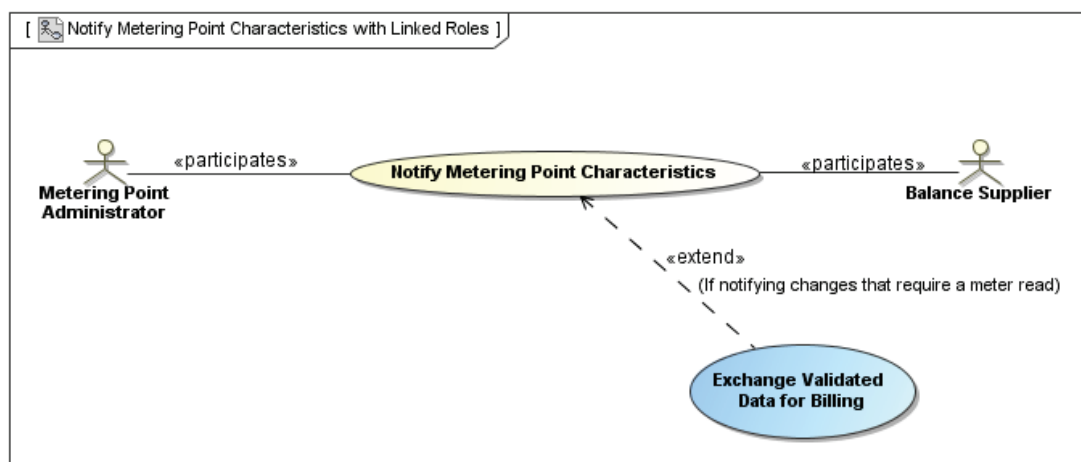 [ Notify Metering Point Characteristics with Linked Roles ]
«participates»
Notify Metering Point Characteristics
«participates»
Metering Point
Administrator
Balance Supplier
«extend»
(If notifying changes that require a meter read)
Exchange Validated
Data for Billing